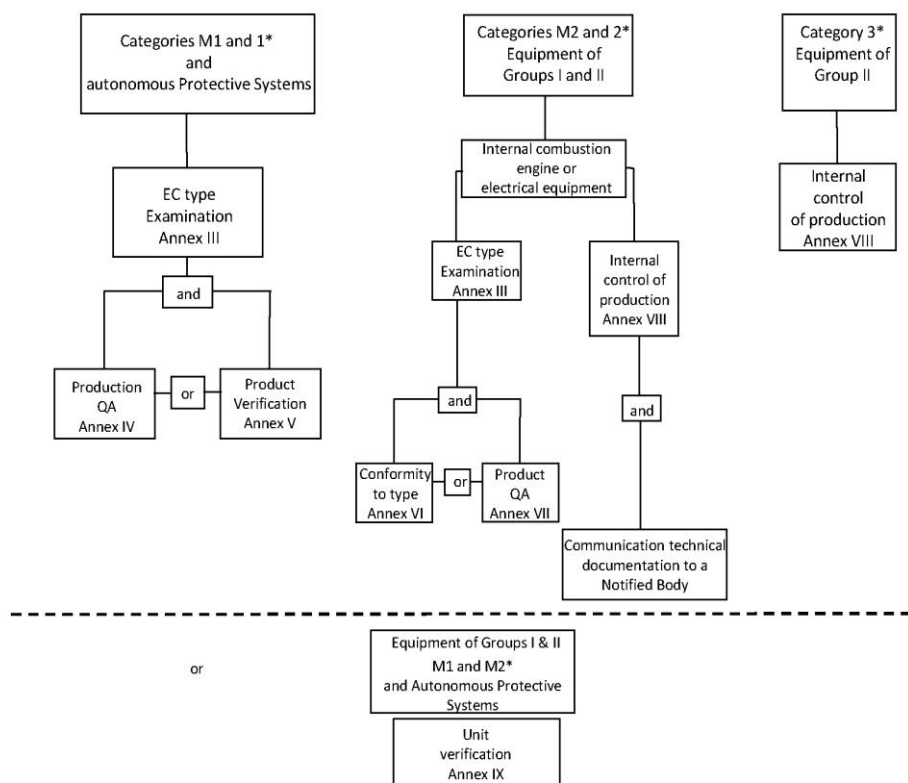 Categories M1 and 1*
and
autonomous Protective Systems
Categories M2 and 2*
Equipment of
Groups I and II
Category 3*
Equipment of
Group II
Internal combustion
engine or
electrical equipment
EC type
Examination
Annex III
Internal
control
of production
Annex VIII
EC type
Examination
Annex III
Internal
control of
production
Annex VIII
and
Production
QA
Annex IV
or
Product
Verification
Annex V
and
and
Conformity
to type
Annex VI
or
Product
QA
Annex VII
Communication technical
documentation to a
Notified Body
or
Equipment of Groups I & II
M1 and M2*
and Autonomous Protective
Systems
Unit
verification
Annex IX